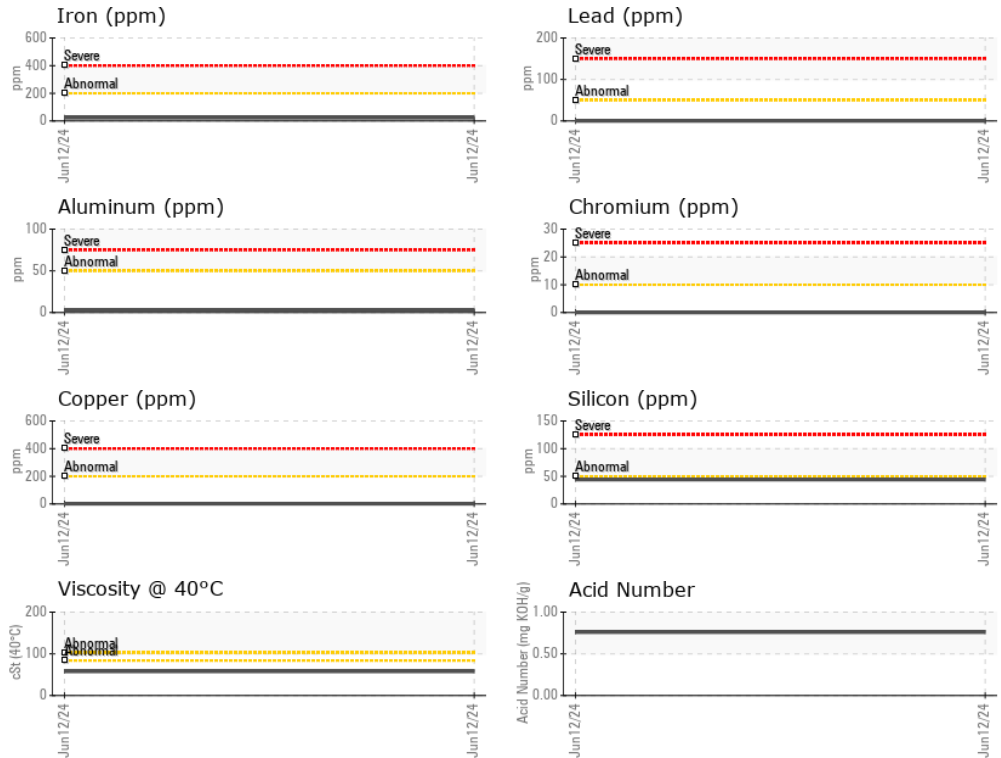 Iron (ppm)
600
400
200
0
ppm
Severe
Abnormal
Jun12/24
Jun12/24
Lead (ppm)
200
100
0
ppm
Severe
Abnormal
Jun12/24
Jun12/24
Aluminum (ppm)
100
50
0
ppm
Severe
Abnormal
Jun12/24
Jun12/24
Chromium (ppm)
30
20
10
0
ppm
Severe
Abnormal
Jun12/24
Jun12/24
Copper (ppm)
600
400
200
0
ppm
Severe
Abnormal
Jun12/24
Jun12/24
Silicon (ppm)
150
100
50
0
ppm
Severe
Abnormal
Jun12/24
Jun12/24
Viscosity @ 40°C
200
100
0
cSt (40°C)
Abnormal
Abnormal
Jun12/24
Jun12/24
Acid Number
1.00
0.50
0.00
Acid Number (mg KOH/g)
Jun12/24
Jun12/24